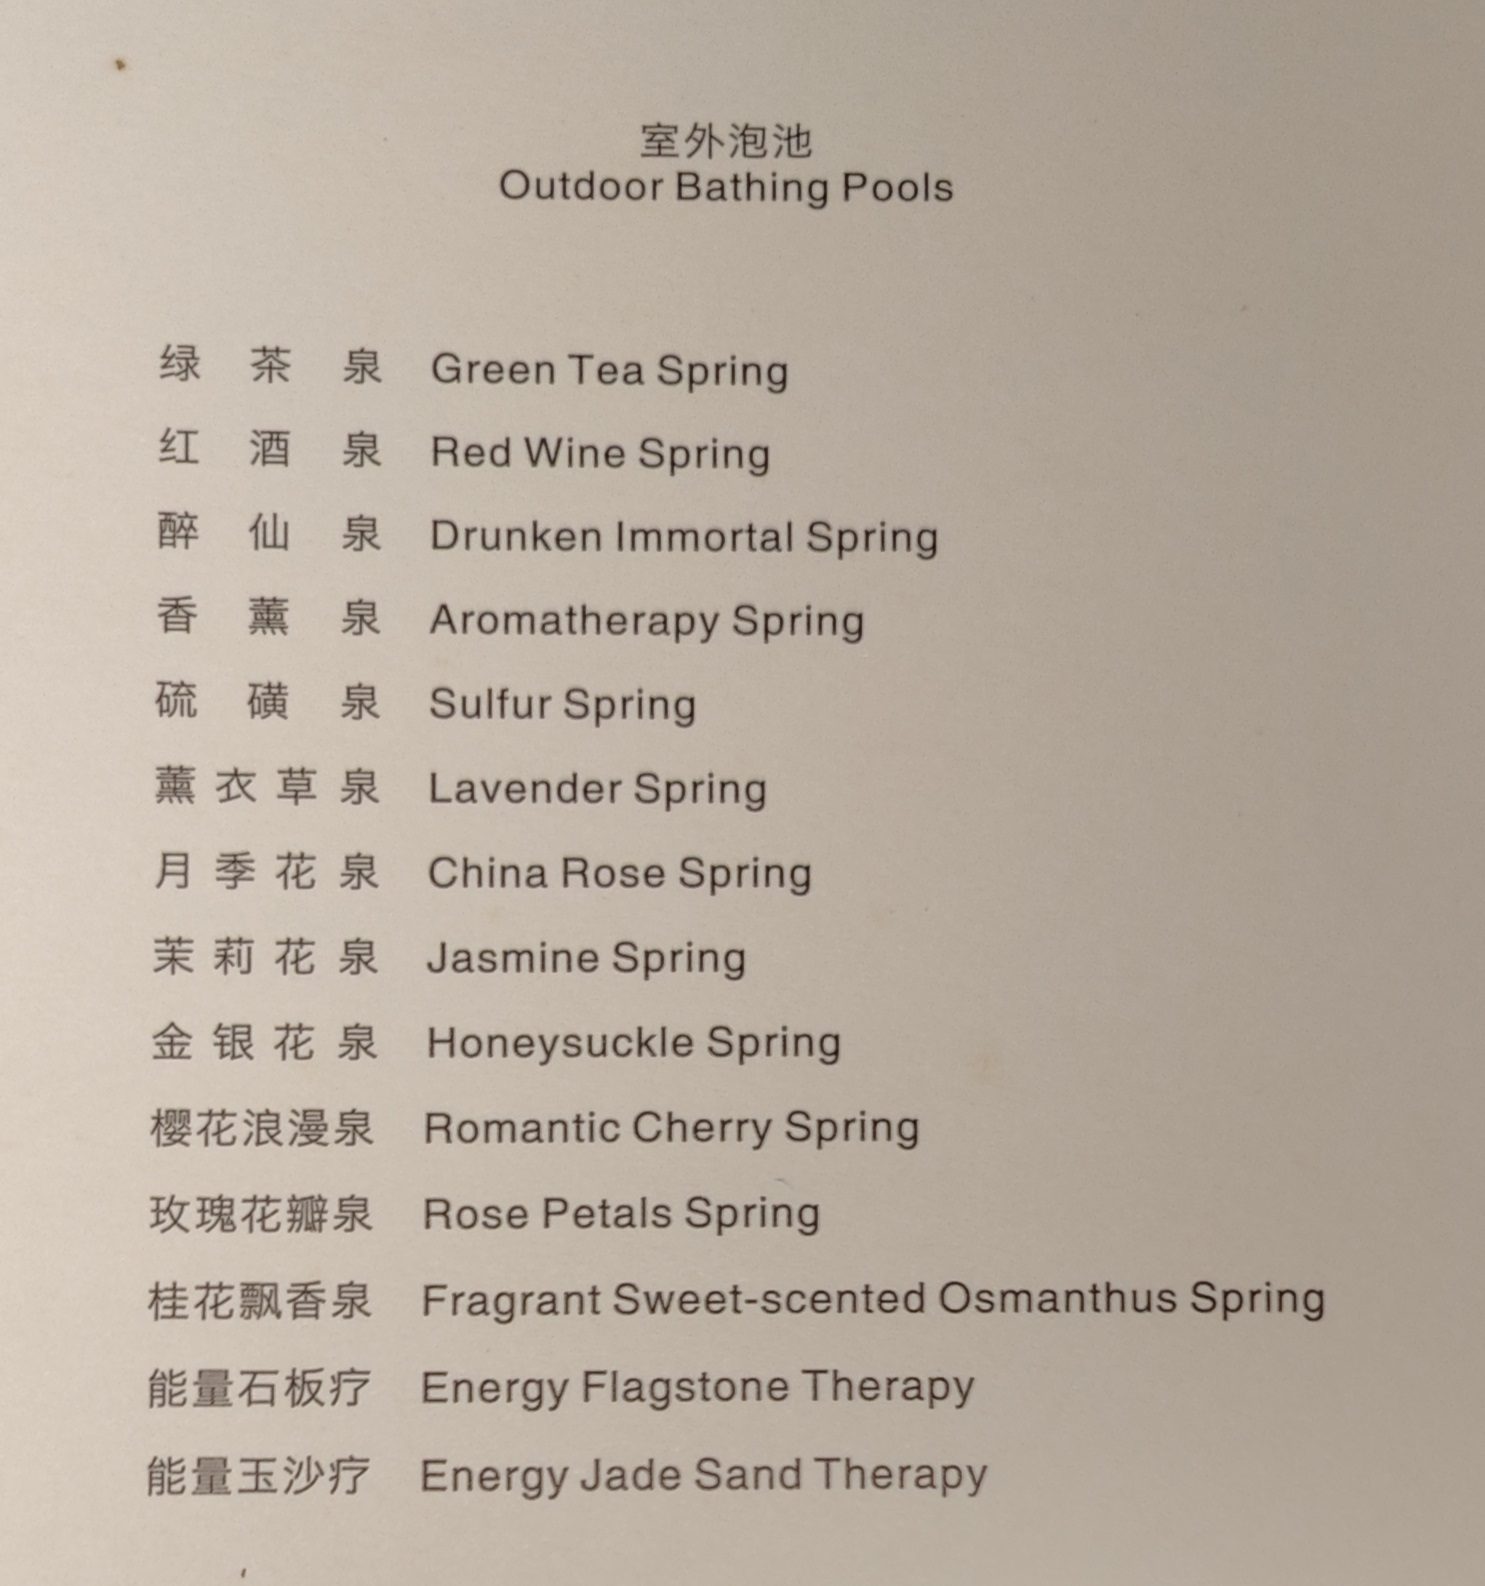 室外泡池
Outdoor Bathing Pools
绿茶泉 Green Tea Spring
红酒泉 Red Wine Spring
醉仙泉 Drunken Immortal Spring
香薰泉 Aromatherapy Spring
硫磺泉 Sulfur Spring
薰衣草泉 Lavender Spring
月季花泉 China Rose Spring
茉莉花泉 Jasmine Spring
金银花泉 Honeysuckle Spring
樱花浪漫泉 Romantic Cherry Spring
玫瑰花瓣泉 Rose Petals Spring
桂花飘香泉 Fragrant Sweet-scented Osmanthus Spring
能量石板疗 Energy Flagstone Therapy
能量玉沙疗 Energy Jade Sand Therapy